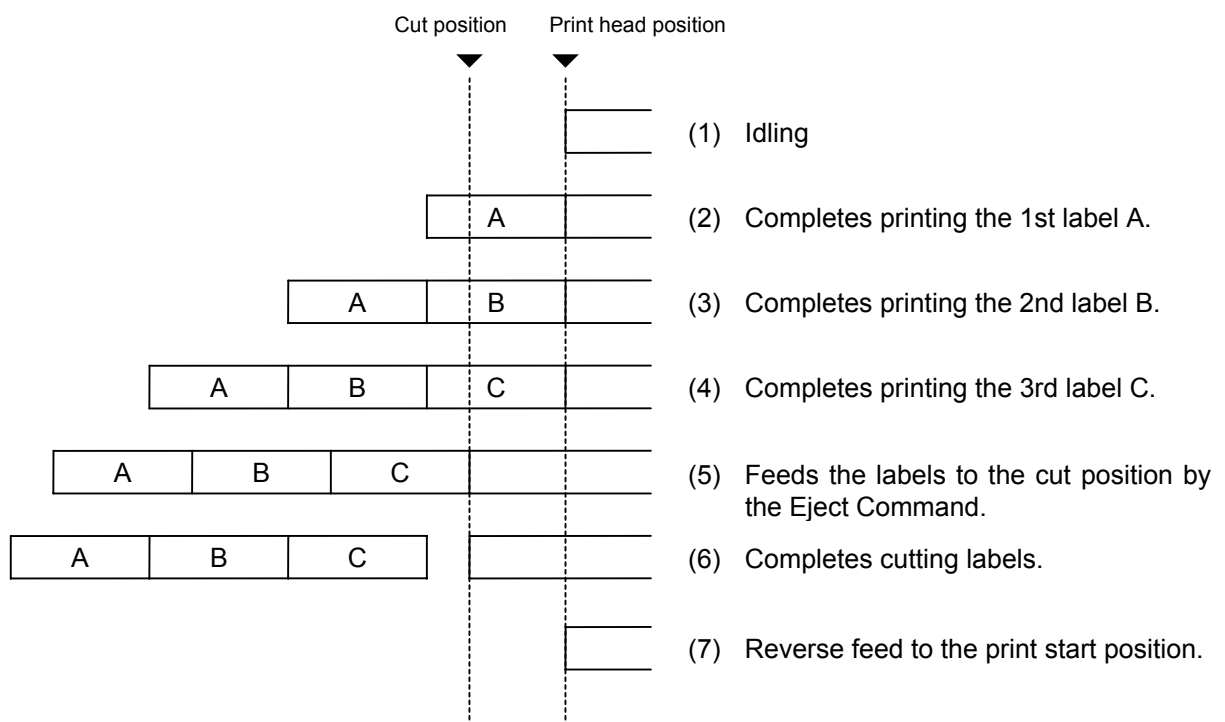 Cut position Print head position
(1) Idling
A (2) Completes printing the 1st label A.
A B (3) Completes printing the 2nd label B.
A B C (4) Completes printing the 3rd label C.
A B C (5) Feeds the labels to the cut position by
the Eject Command.
A B C (6) Completes cutting labels.
(7) Reverse feed to the print start position.